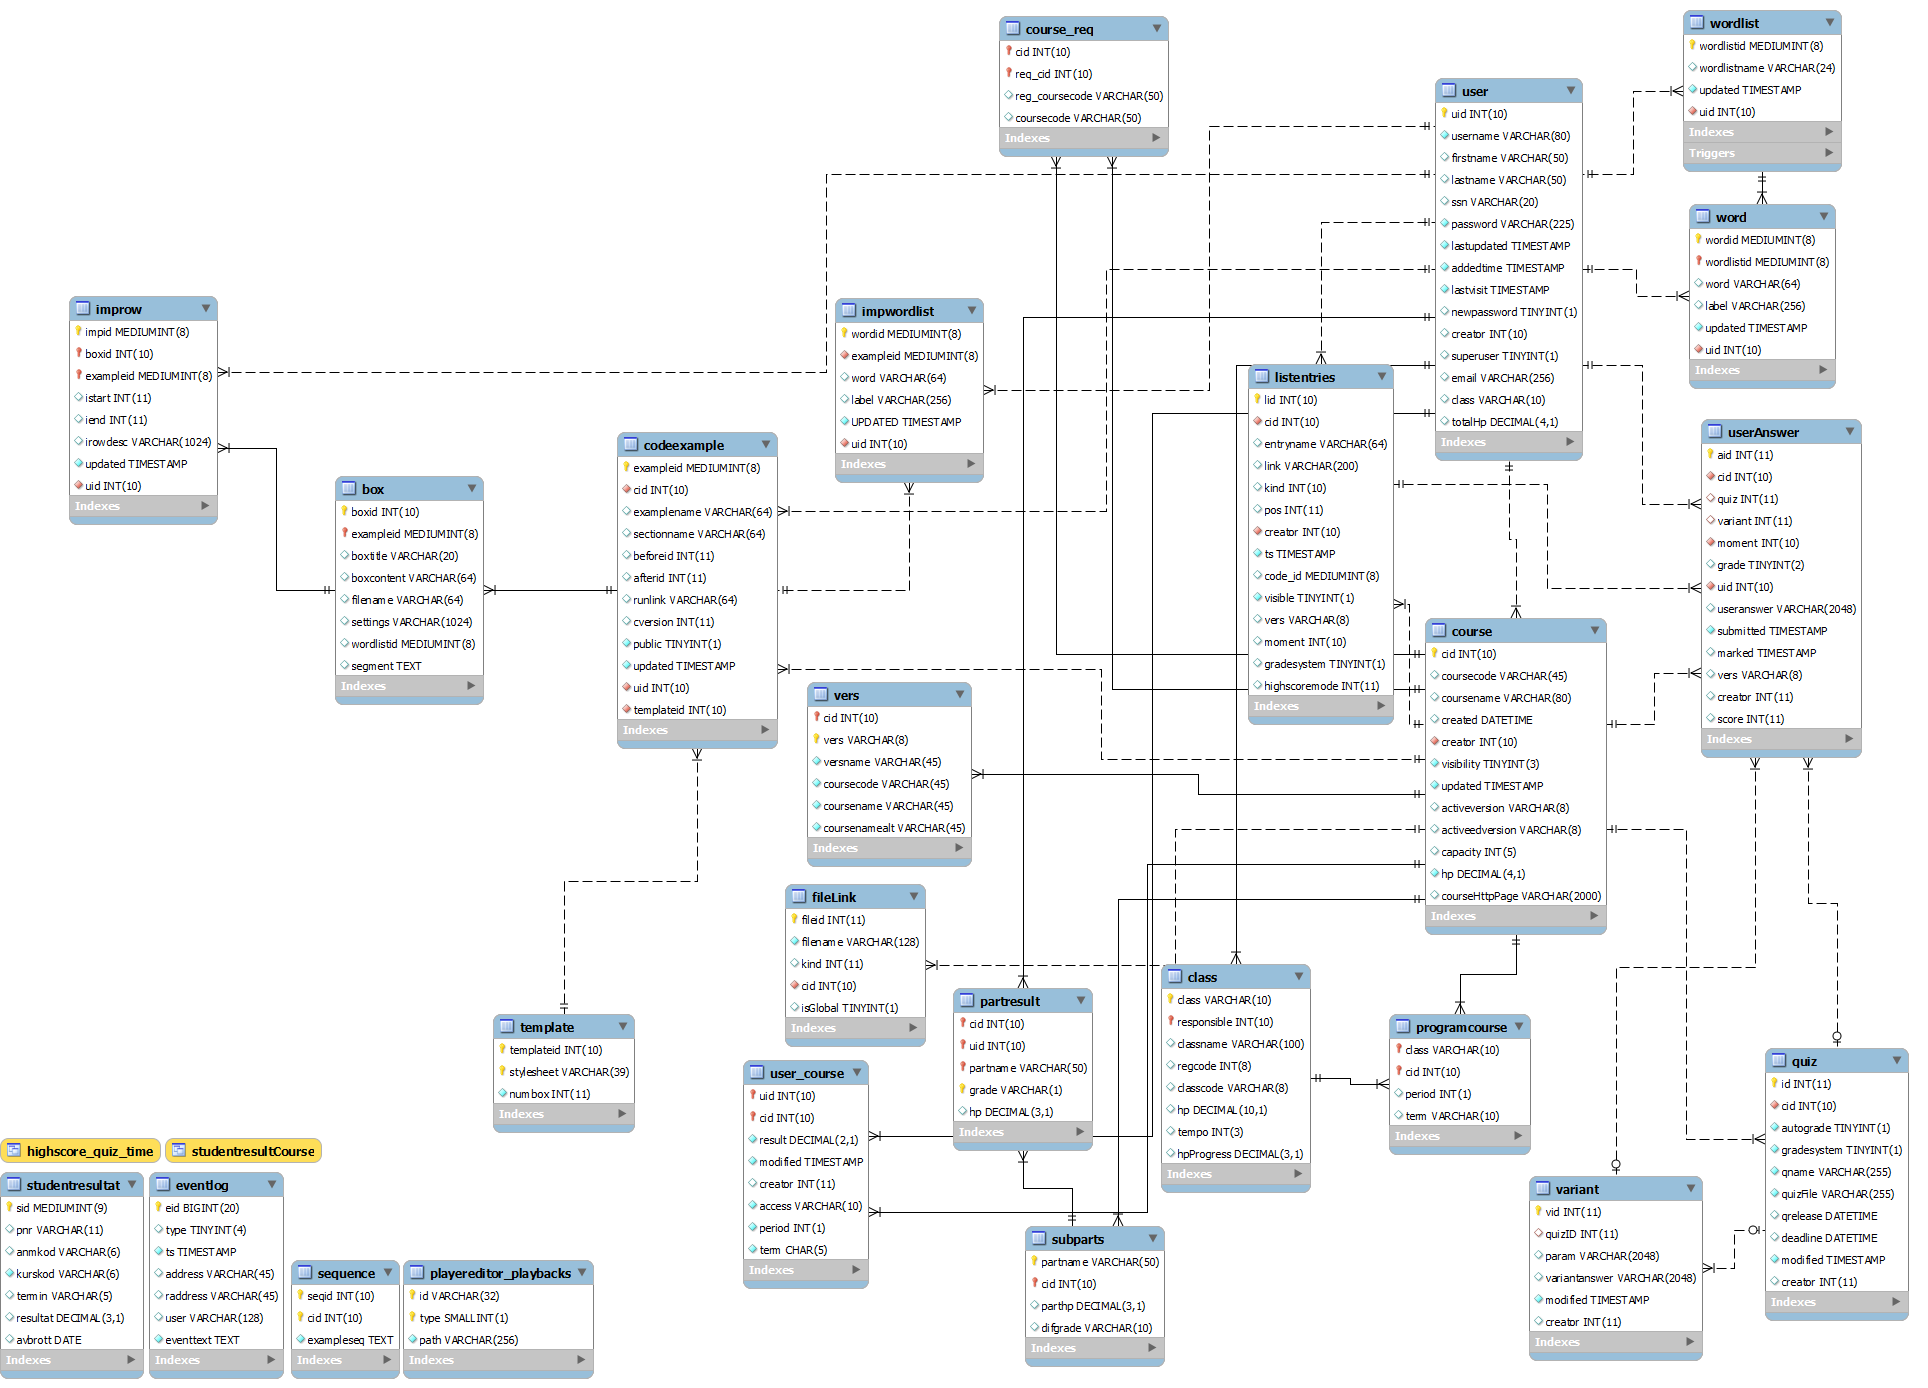 course_req
cid INT(10)
req_cid INT(10)
reg_coursecode VARCHAR(50)
coursecode VARCHAR(50)
Indexes
wordlist
wordlistid MEDIUMINT(8)
wordlistname VARCHAR(24)
updated TIMESTAMP
uid INT(10)
Indexes
Triggers
user
uid INT(10)
username VARCHAR(80)
firstname VARCHAR(50)
lastname VARCHAR(50)
ssn VARCHAR(20)
password VARCHAR(225)
lastupdated TIMESTAMP
addedtime TIMESTAMP
lastvisit TIMESTAMP
newpassword TINYINT(1)
creator INT(10)
superuser TINYINT(1)
email VARCHAR(256)
class VARCHAR(10)
totalHp DECIMAL(4,1)
Indexes
word
wordid MEDIUMINT(8)
wordlistid MEDIUMINT(8)
word VARCHAR(64)
label VARCHAR(256)
updated TIMESTAMP
uid INT(10)
Indexes
improw
impid MEDIUMINT(8)
boxid INT(10)
exampleid MEDIUMINT(8)
istart INT(11)
iend INT(11)
irowdesc VARCHAR(1024)
updated TIMESTAMP
uid INT(10)
Indexes
impwordlist
wordid MEDIUMINT(8)
exampleid MEDIUMINT(8)
word VARCHAR(64)
label VARCHAR(256)
UPDATED TIMESTAMP
uid INT(10)
Indexes
listentries
lid INT(10)
cid INT(10)
entryname VARCHAR(64)
link VARCHAR(200)
kind INT(10)
pos INT(11)
creator INT(10)
ts TIMESTAMP
code_id MEDIUMINT(8)
visible TINYINT(1)
vers VARCHAR(8)
moment INT(10)
gradesystem TINYINT(1)
highscoremode INT(11)
Indexes
userAnswer
aid INT(11)
cid INT(10)
quiz INT(11)
variant INT(11)
moment INT(10)
grade TINYINT(2)
uid INT(10)
useranswer VARCHAR(2048)
submitted TIMESTAMP
marked TIMESTAMP
vers VARCHAR(8)
creator INT(11)
score INT(11)
Indexes
codeexample
exampleid MEDIUMINT(8)
cid INT(10)
examplename VARCHAR(64)
sectionname VARCHAR(64)
beforeid INT(11)
afterid INT(11)
runlink VARCHAR(64)
cversion INT(11)
public TINYINT(1)
updated TIMESTAMP
uid INT(10)
templateid INT(10)
Indexes
box
boxid INT(10)
exampleid MEDIUMINT(8)
boxtitle VARCHAR(20)
boxcontent VARCHAR(64)
filename VARCHAR(64)
settings VARCHAR(1024)
wordlistid MEDIUMINT(8)
segment TEXT
Indexes
course
cid INT(10)
coursecode VARCHAR(45)
coursename VARCHAR(80)
created DATETIME
creator INT(10)
visibility TINYINT(3)
updated TIMESTAMP
activeversion VARCHAR(8)
activeedversion VARCHAR(8)
capacity INT(5)
hp DECIMAL(4,1)
courseHttpPage VARCHAR(2000)
Indexes
vers
cid INT(10)
vers VARCHAR(8)
versname VARCHAR(45)
coursecode VARCHAR(45)
coursename VARCHAR(45)
coursenamealt VARCHAR(45)
Indexes
fileLink
fileid INT(11)
filename VARCHAR(128)
kind INT(11)
cid INT(10)
isGlobal TINYINT(1)
Indexes
class
class VARCHAR(10)
responsible INT(10)
classname VARCHAR(100)
regcode INT(8)
classcode VARCHAR(8)
hp DECIMAL(10,1)
tempo INT(3)
hpProgress DECIMAL(3,1)
Indexes
partresult
cid INT(10)
uid INT(10)
partname VARCHAR(50)
grade VARCHAR(1)
hp DECIMAL(3,1)
Indexes
template
templateid INT(10)
stylesheet VARCHAR(39)
numbox INT(11)
Indexes
programcourse
class VARCHAR(10)
cid INT(10)
period INT(1)
term VARCHAR(10)
Indexes
quiz
id INT(11)
cid INT(10)
autograde TINYINT(1)
gradesystem TINYINT(1)
qname VARCHAR(255)
quizFile VARCHAR(255)
qrelease DATETIME
deadline DATETIME
modified TIMESTAMP
creator INT(11)
Indexes
user_course
uid INT(10)
cid INT(10)
result DECIMAL(2,1)
modified TIMESTAMP
creator INT(11)
access VARCHAR(10)
period INT(1)
term CHAR(5)
Indexes
highscore_quiz_time
studentresultCourse
variant
vid INT(11)
quizID INT(11)
param VARCHAR(2048)
variantanswer VARCHAR(2048)
modified TIMESTAMP
creator INT(11)
Indexes
studentresultat
sid MEDIUMINT(9)
pnr VARCHAR(11)
anmkod VARCHAR(6)
kurskod VARCHAR(6)
termin VARCHAR(5)
resultat DECIMAL(3,1)
avbrott DATE
Indexes
eventlog
eid BIGINT(20)
type TINYINT(4)
ts TIMESTAMP
address VARCHAR(45)
raddress VARCHAR(45)
user VARCHAR(128)
eventtext TEXT
Indexes
subparts
partname VARCHAR(50)
cid INT(10)
parthp DECIMAL(3,1)
difgrade VARCHAR(10)
Indexes
sequence
seqid INT(10)
cid INT(10)
exampleseq TEXT
Indexes
playereditor_playbacks
id VARCHAR(32)
type SMALLINT(1)
path VARCHAR(256)
Indexes